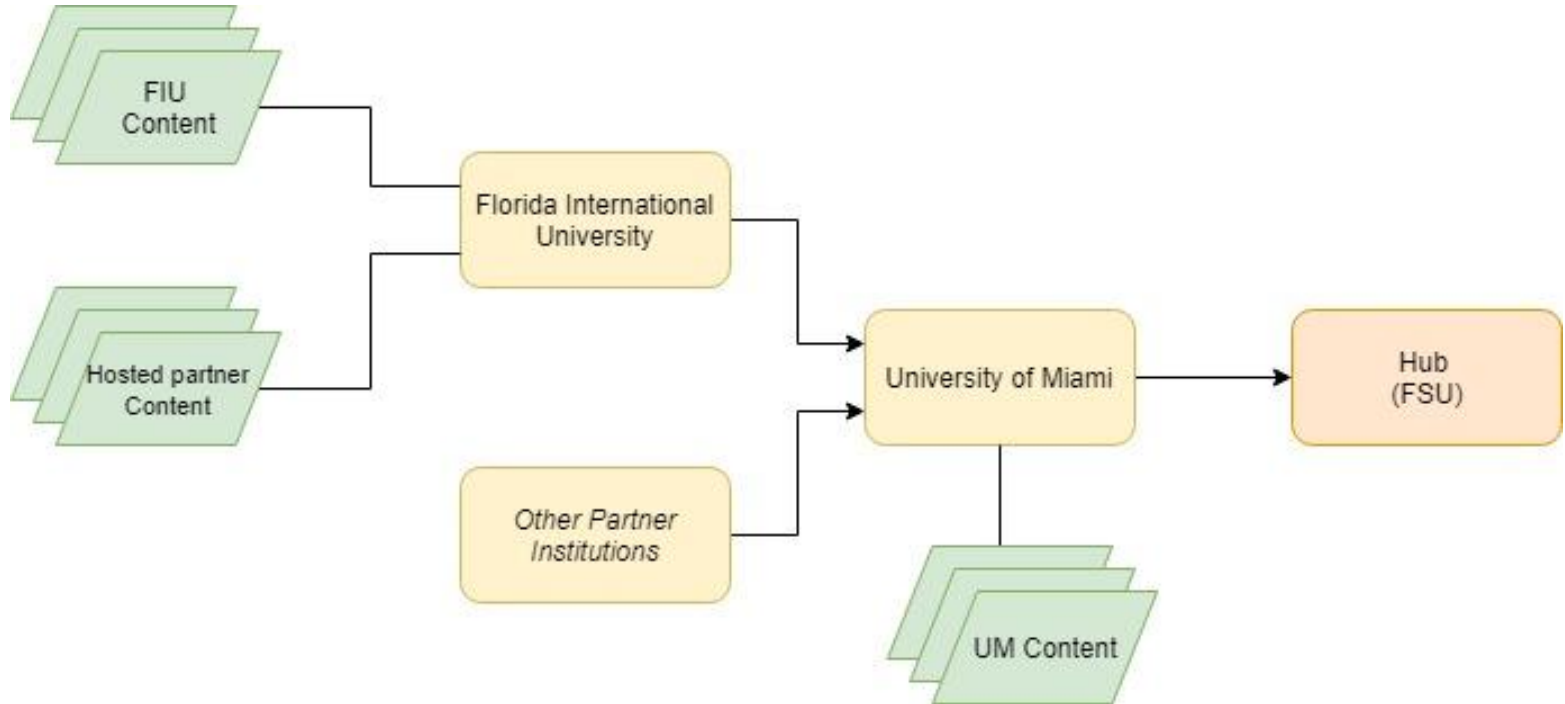 FIU
Content
Florida International
University
Hosted partner
Content
University of Miami
Hub
(FSU)
Other Partner
Institutions
UM Content